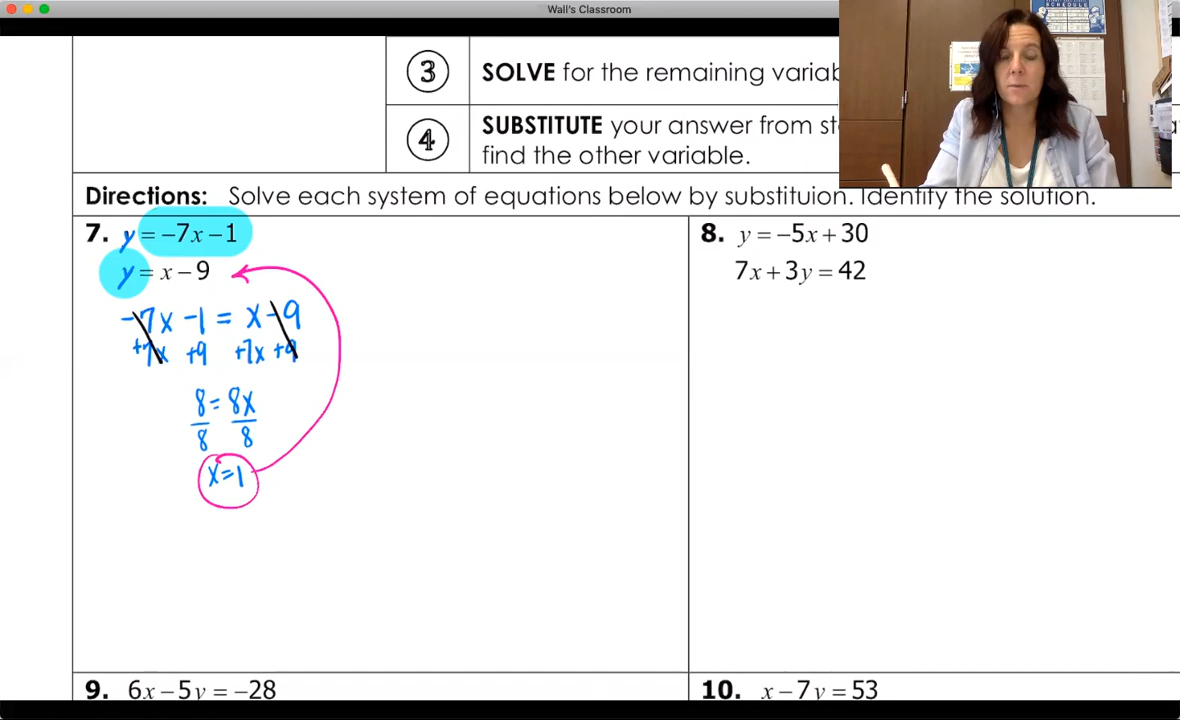 Wall's Classroom
SCHEDULE
3 SOLVE for the remaining variab
4 SUBSTITUTE your answer from st
find the other variable.
Directions: Solve each system of equations below by substituion. Identify the solution.
7. y = −7x − 1
y = x − 9
-7x -1 = x -9
+7x +9 +7x +9
8 = 8x
8 8
x=1
8. y = −5x + 30
7x + 3y = 42
9. 6x − 5y = −28
10. x − 7y = 53